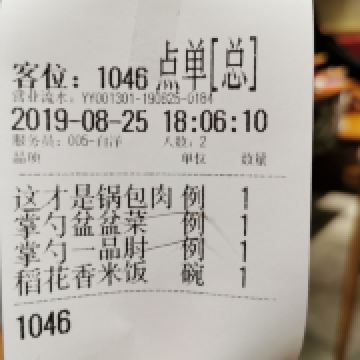 点单[总]
客位：1046
营业流水：YY001301-190825-0184
2019-08-25 18:06:10
服务员：005-白洋 人数：2
品项 单位 数量
这才是锅包肉 例 1
掌勺盆盆菜 例 1
掌勺一品肘 例 1
稻花香米饭 碗 1
1046